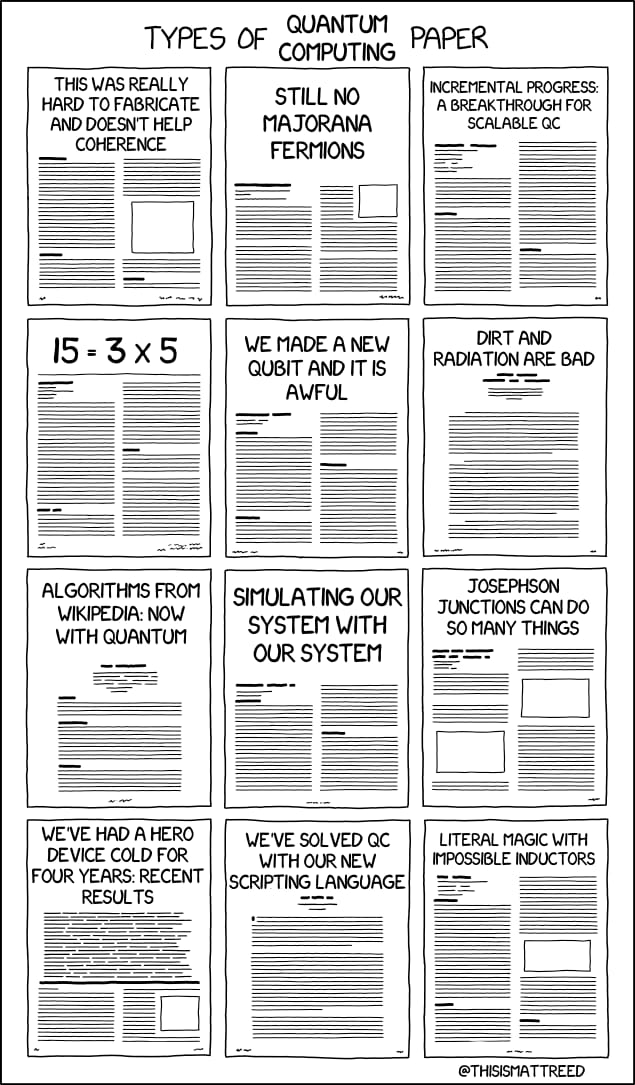 TYPES OF QUANTUM COMPUTING PAPER
THIS WAS REALLY
HARD TO FABRICATE
AND DOESN'T HELP
COHERENCE
STILL NO
MAJORANA
FERMIONS
INCREMENTAL PROGRESS:
A BREAKTHROUGH FOR
SCALABLE QC
15 = 3 x 5
WE MADE A NEW
QUBIT AND IT IS
AWFUL
DIRT AND
RADIATION ARE BAD
ALGORITHMS FROM
WIKIPEDIA: NOW
WITH QUANTUM
SIMULATING OUR
SYSTEM WITH
OUR SYSTEM
JOSEPHSON
JUNCTIONS CAN DO
SO MANY THINGS
WE'VE HAD A HERO
DEVICE COLD FOR
FOUR YEARS: RECENT
RESULTS
WE'VE SOLVED QC
WITH OUR NEW
SCRIPTING LANGUAGE
LITERAL MAGIC WITH
IMPOSSIBLE INDUCTORS
@THISISMATTREED